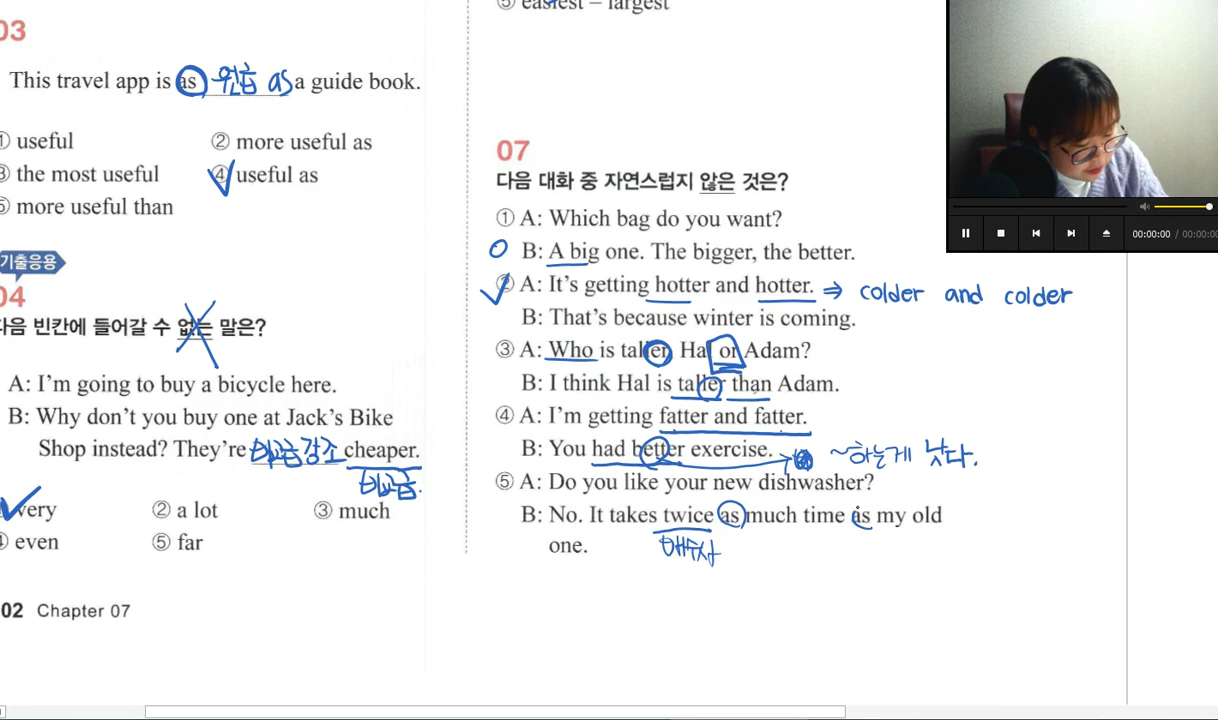 03
This travel app is as 원급 as a guide book.
① useful
② more useful as
③ the most useful
④ useful as
⑤ more useful than
기출응용
04
다음 빈칸에 들어갈 수 없는 말은?
A: I'm going to buy a bicycle here.
B: Why don't you buy one at Jack's Bike
Shop instead? They're 비교급 강조 cheaper.
비교급.
① very
② a lot
③ much
④ even
⑤ far
02 Chapter 07
⑤ easiest – largest
07
다음 대화 중 자연스럽지 않은 것은?
① A: Which bag do you want?
B: A big one. The bigger, the better.
② A: It's getting hotter and hotter. ⇒ colder and colder
B: That's because winter is coming.
③ A: Who is taller, Hal or Adam?
B: I think Hal is taller than Adam.
④ A: I'm getting fatter and fatter.
B: You had better exercise. → ~하는게 낫다.
⑤ A: Do you like your new dishwasher?
B: No. It takes twice as much time as my old
배수사
one.
00:00:00 / 00:00:00